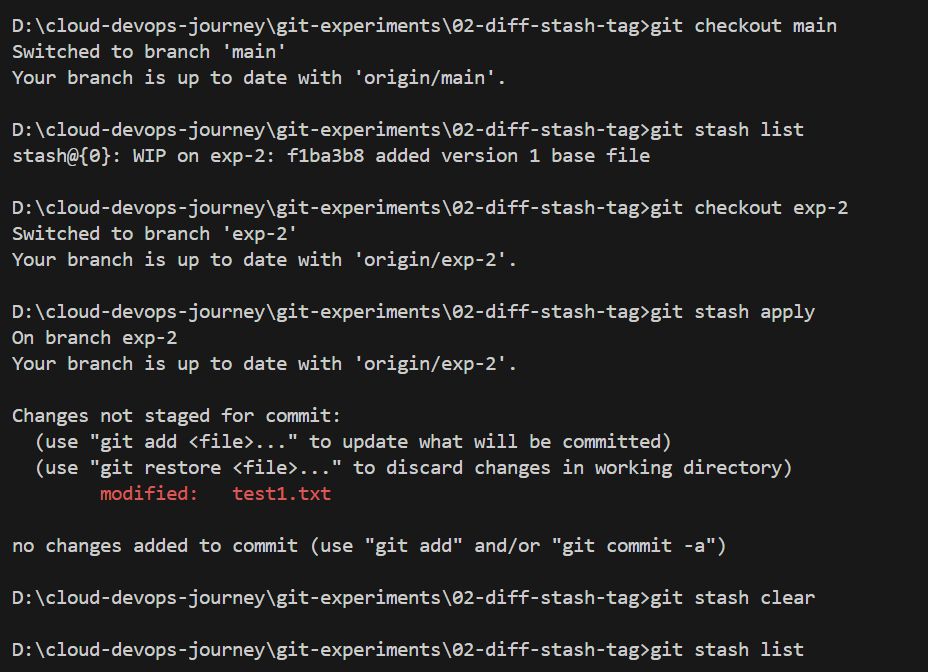 D:\cloud-devops-journey\git-experiments\02-diff-stash-tag>git checkout main
Switched to branch 'main'
Your branch is up to date with 'origin/main'.

D:\cloud-devops-journey\git-experiments\02-diff-stash-tag>git stash list
stash@{0}: WIP on exp-2: f1ba3b8 added version 1 base file

D:\cloud-devops-journey\git-experiments\02-diff-stash-tag>git checkout exp-2
Switched to branch 'exp-2'
Your branch is up to date with 'origin/exp-2'.

D:\cloud-devops-journey\git-experiments\02-diff-stash-tag>git stash apply
On branch exp-2
Your branch is up to date with 'origin/exp-2'.

Changes not staged for commit:
  (use "git add <file>..." to update what will be committed)
  (use "git restore <file>..." to discard changes in working directory)
        modified:   test1.txt

no changes added to commit (use "git add" and/or "git commit -a")

D:\cloud-devops-journey\git-experiments\02-diff-stash-tag>git stash clear

D:\cloud-devops-journey\git-experiments\02-diff-stash-tag>git stash list